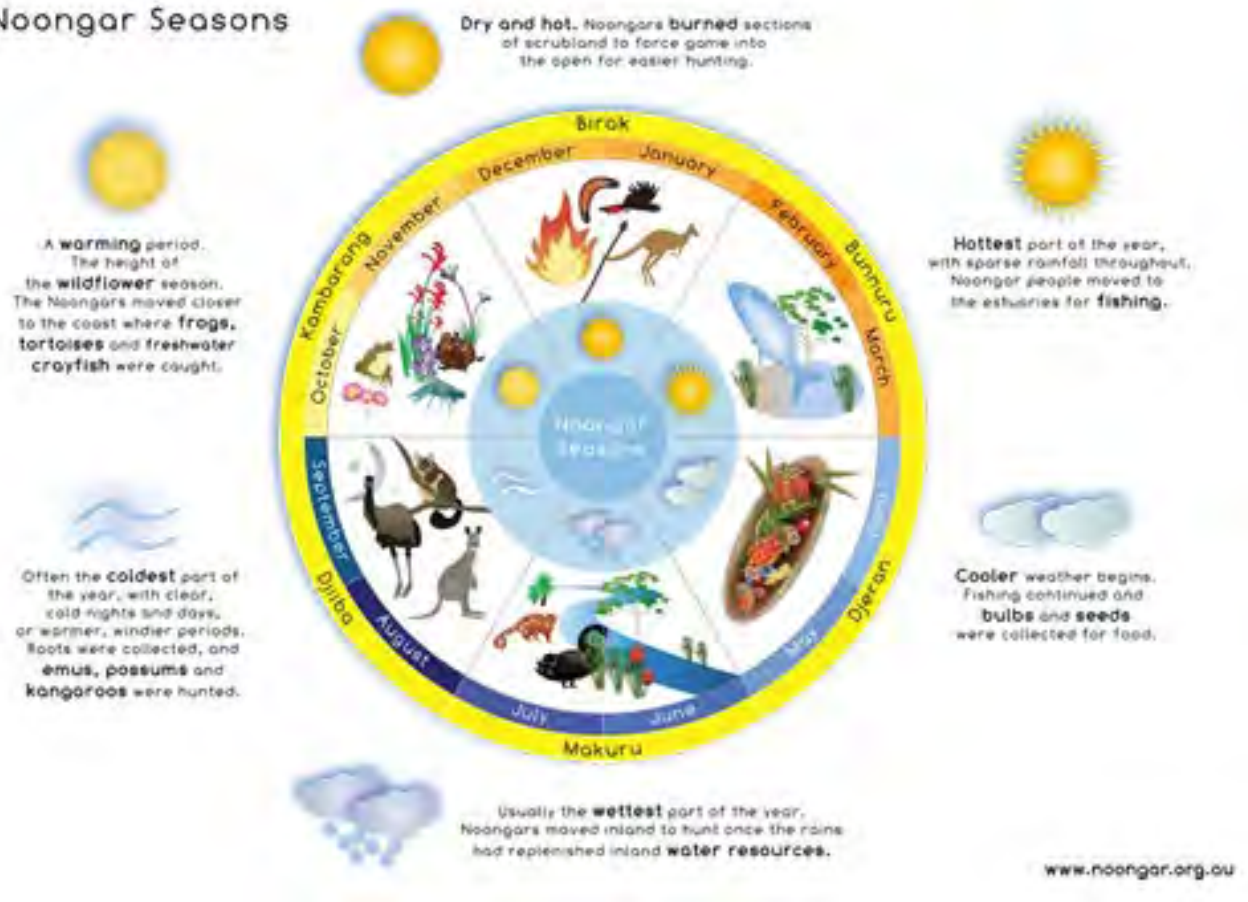 Noongar Seasons
Dry and hot. Noongars burned sections
of scrubland to force game into
the open for easier hunting.
A warming period.
The height of
the wildflower season.
The Noongars moved closer
to the coast where frogs,
tortoises and freshwater
crayfish were caught.
Hottest part of the year,
with sparse rainfall throughout.
Noongar people moved to
the estuaries for fishing.
Birak
December
January
February
Bunnuru
March
April
Djeran
May
June
Makuru
July
August
Djilba
September
October
Kambarang
November
Noongar
Seasons
Often the coldest part of
the year, with clear,
cold nights and days,
or warmer, windier periods.
Roots were collected, and
emus, possums and
kangaroos were hunted.
Cooler weather begins.
Fishing continued and
bulbs and seeds
were collected for food.
Usually the wettest part of the year.
Noongars moved inland to hunt once the rains
had replenished inland water resources.
www.noongar.org.au